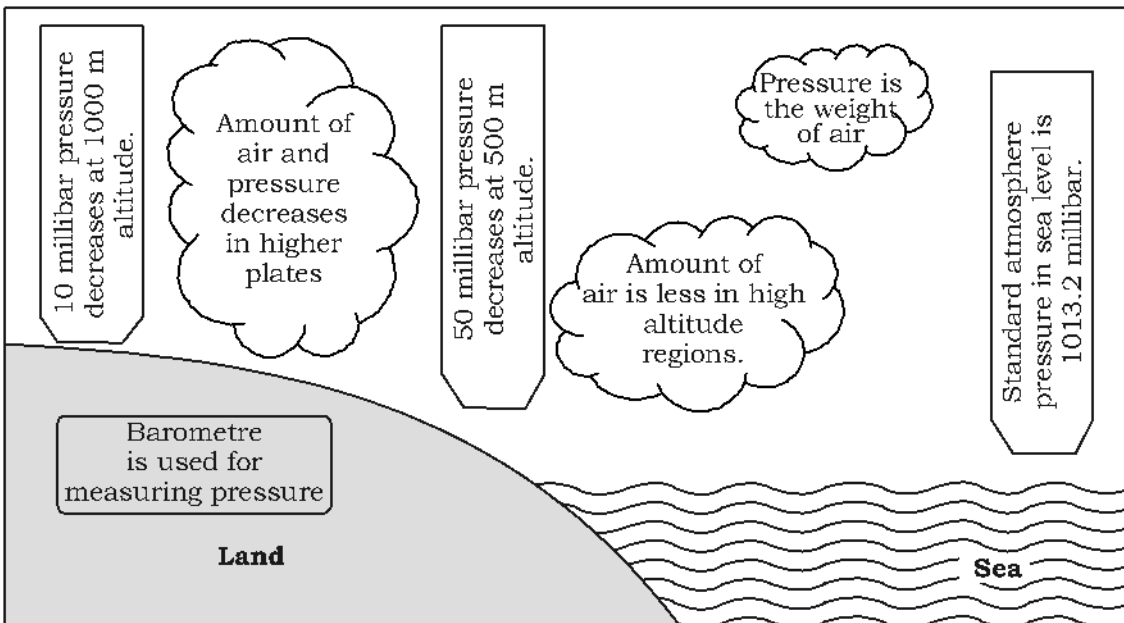 10 millibar pressure
decreases at 1000 m
altitude.
Amount of
air and
pressure
decreases
in higher
plates
50 millibar pressure
decreases at 500 m
altitude.
Pressure is
the weight
of air
Amount of
air is less in high
altitude
regions.
Standard atmosphere
pressure in sea level is
1013.2 millibar.
Barometre
is used for
measuring pressure
Land
Sea